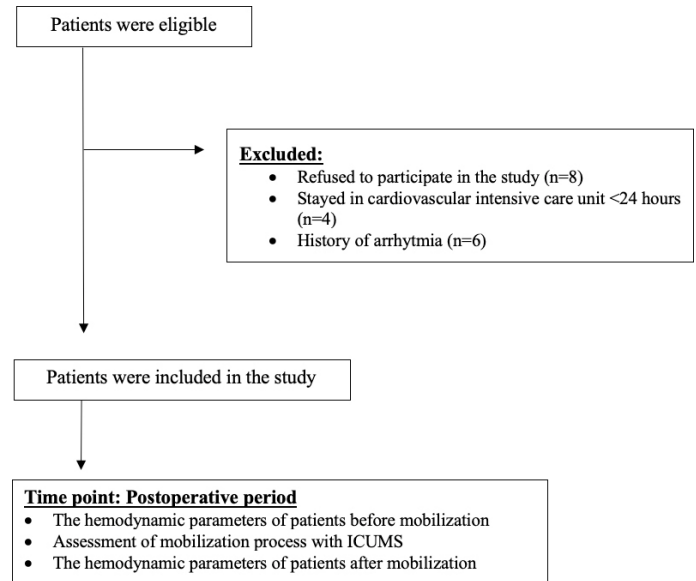 Patients were eligible
Excluded:
• Refused to participate in the study (n=8)
• Stayed in cardiovascular intensive care unit <24 hours
(n=4)
• History of arrhytmia (n=6)
Patients were included in the study
Time point: Postoperative period
• The hemodynamic parameters of patients before mobilization
• Assessment of mobilization process with ICUMS
• The hemodynamic parameters of patients after mobilization